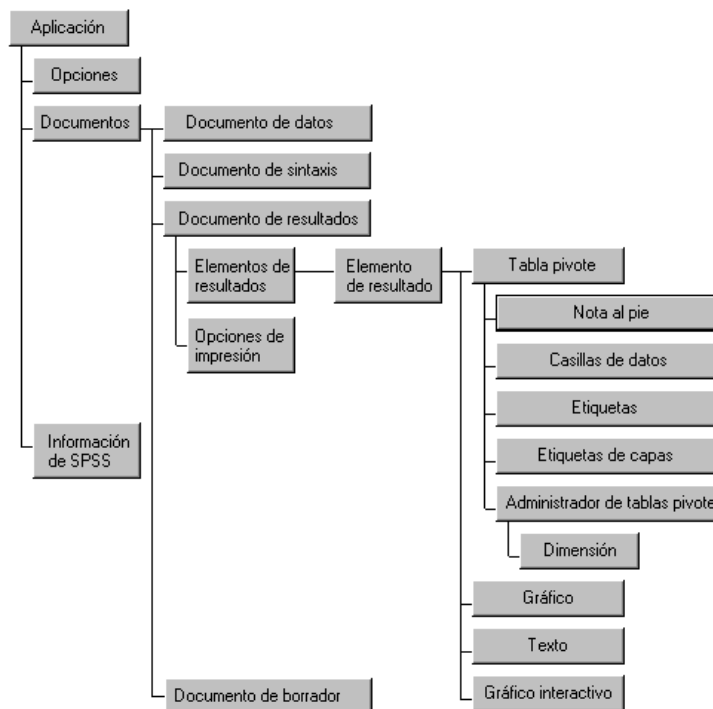 Aplicación
Opciones
Documentos
Documento de datos
Documento de sintaxis
Documento de resultados
Elementos de
resultados
Elemento
de resultado
Tabla pivote
Nota al pie
Opciones de
impresión
Casillas de datos
Etiquetas
Información
de SPSS
Etiquetas de capas
Administrador de tablas pivote
Dimensión
Gráfico
Texto
Documento de borrador
Gráfico interactivo